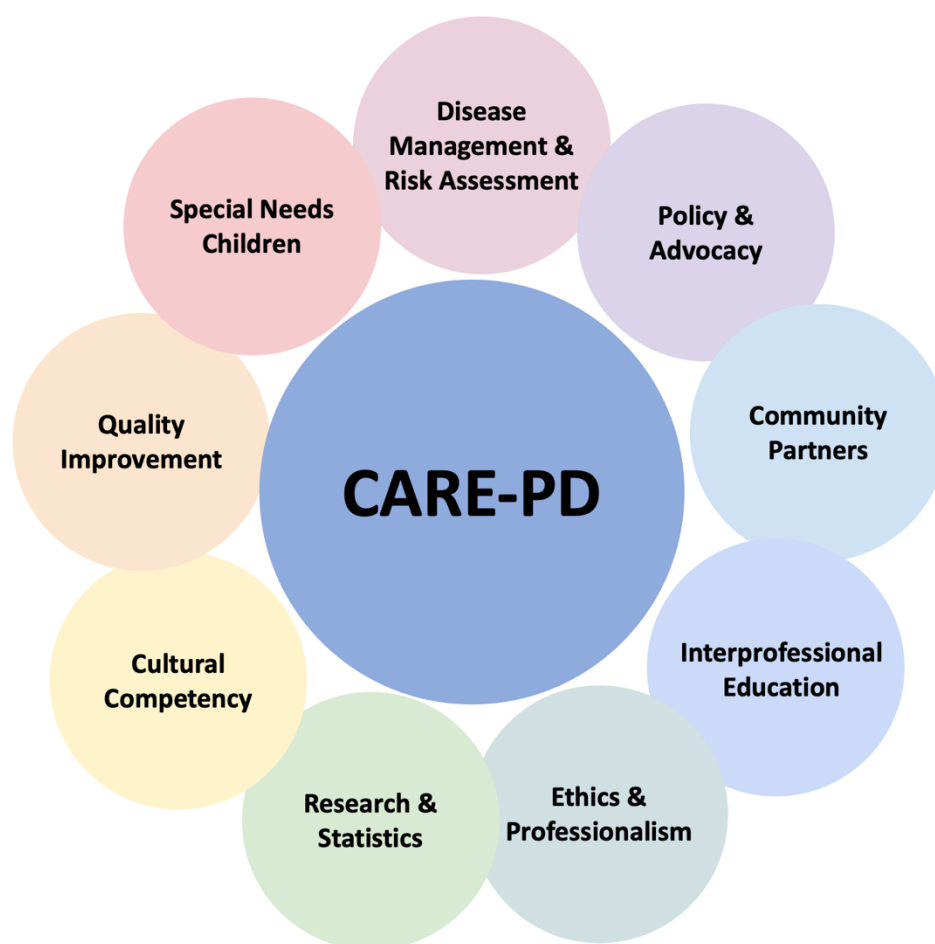 Disease
Management &
Risk Assessment
Policy &
Advocacy
Community
Partners
Interprofessional
Education
Ethics &
Professionalism
Research &
Statistics
Cultural
Competency
Quality
Improvement
Special Needs
Children
CARE-PD